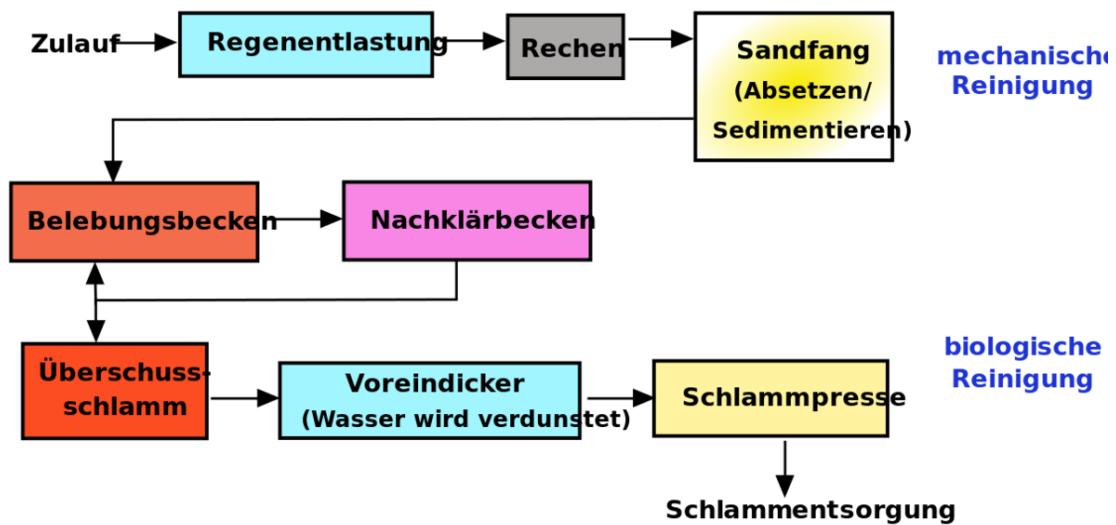 Zulauf
Regenentlastung
Rechen
Sandfang
(Absetzen/
Sedimentieren)
mechanische
Reinigung
Belebungsbecken
Nachklärbecken
Überschuss-
schlamm
Voreindicker
(Wasser wird verdunstet)
Schlammpresse
biologische
Reinigung
Schlammentsorgung